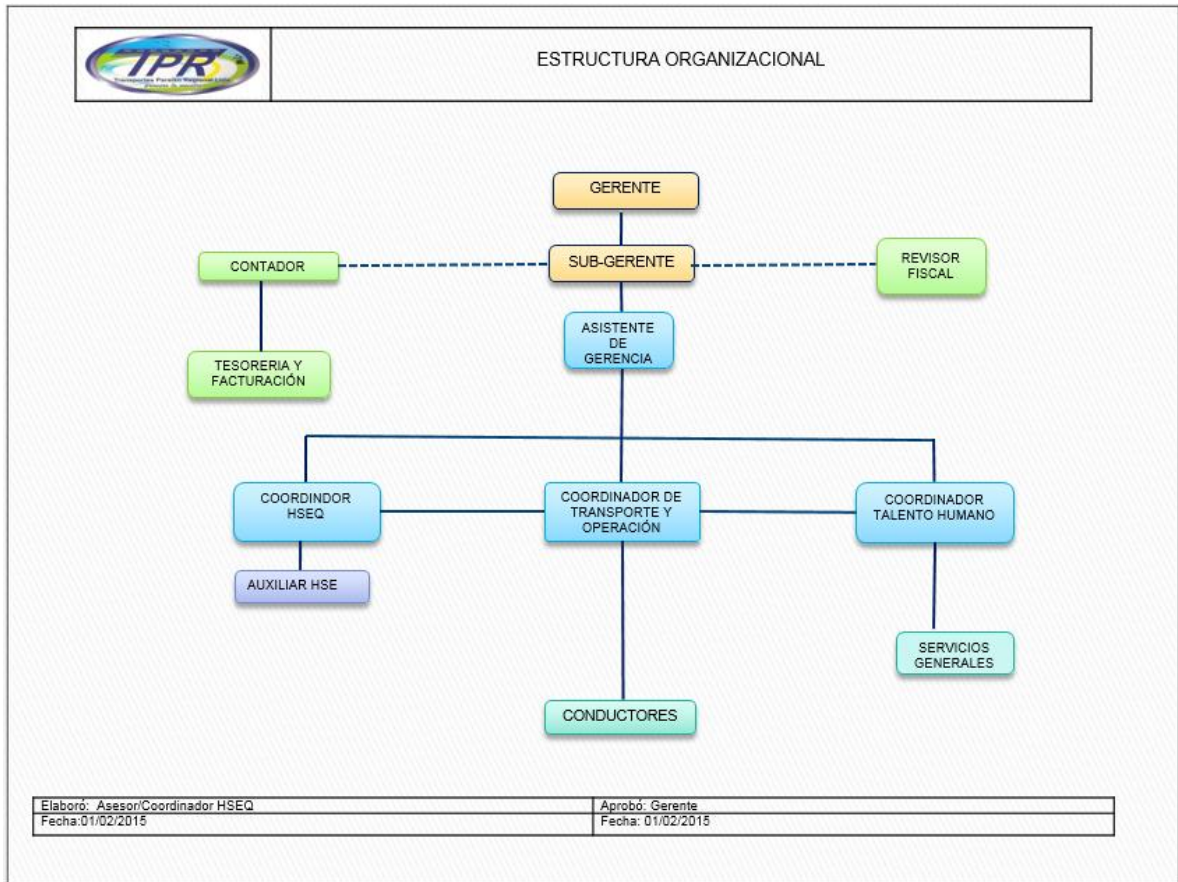 TPR
ESTRUCTURA ORGANIZACIONAL
GERENTE
CONTADOR
SUB-GERENTE
REVISOR
FISCAL
ASISTENTE
DE
GERENCIA
TESORERIA Y
FACTURACIÓN
COORDINDOR
HSEQ
COORDINADOR DE
TRANSPORTE Y
OPERACIÓN
COORDINADOR
TALENTO HUMANO
AUXILIAR HSE
SERVICIOS
GENERALES
CONDUCTORES
Elaboró: Asesor/Coordinador HSEQ
Aprobó: Gerente
Fecha:01/02/2015
Fecha: 01/02/2015